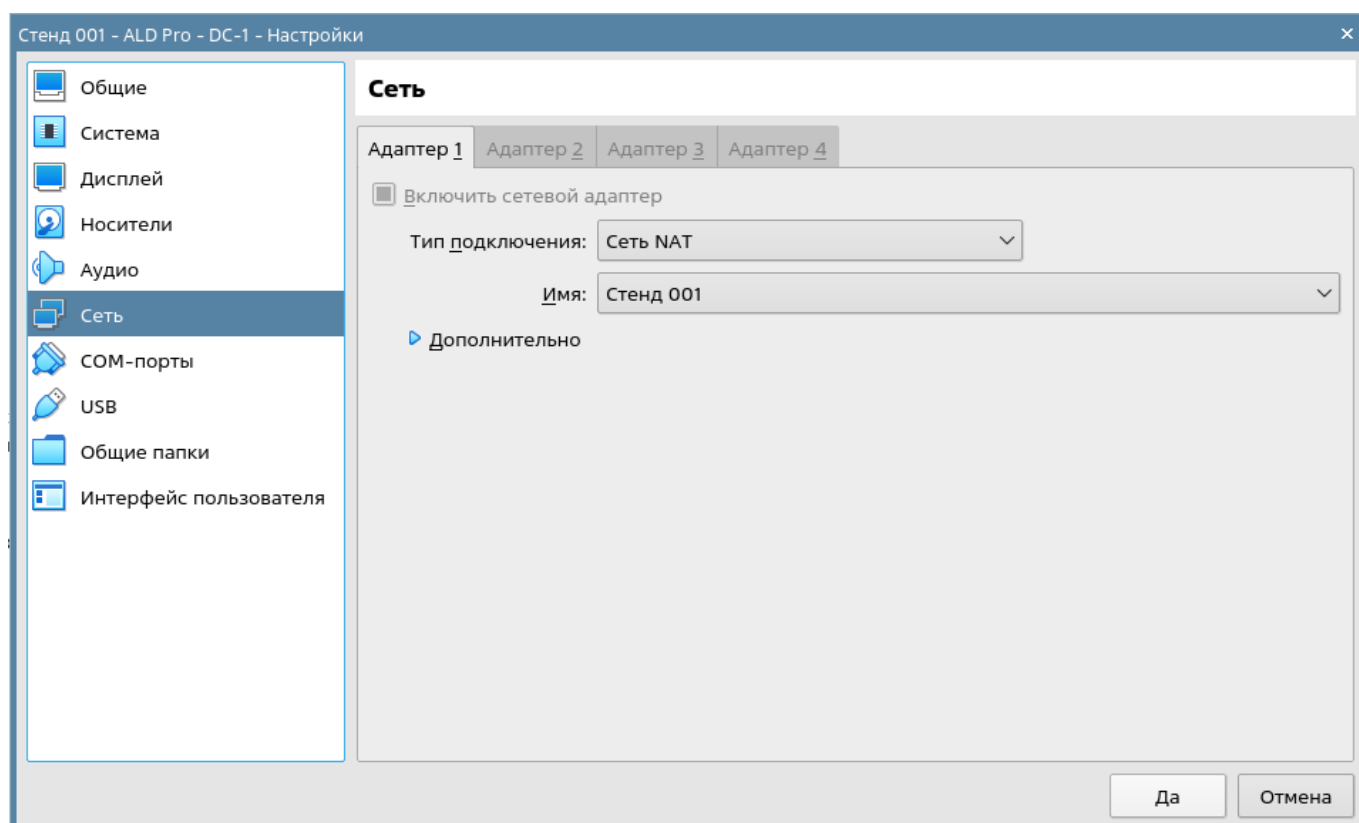 Стенд 001 - ALD Pro - DC-1 - Настройки
Общие
Система
Дисплей
Носители
Аудио
Сеть
COM-порты
USB
Общие папки
Интерфейс пользователя
Сеть
Адаптер 1 Адаптер 2 Адаптер 3 Адаптер 4
Включить сетевой адаптер
Тип подключения: Сеть NAT
Имя: Стенд 001
Дополнительно
Да Отмена